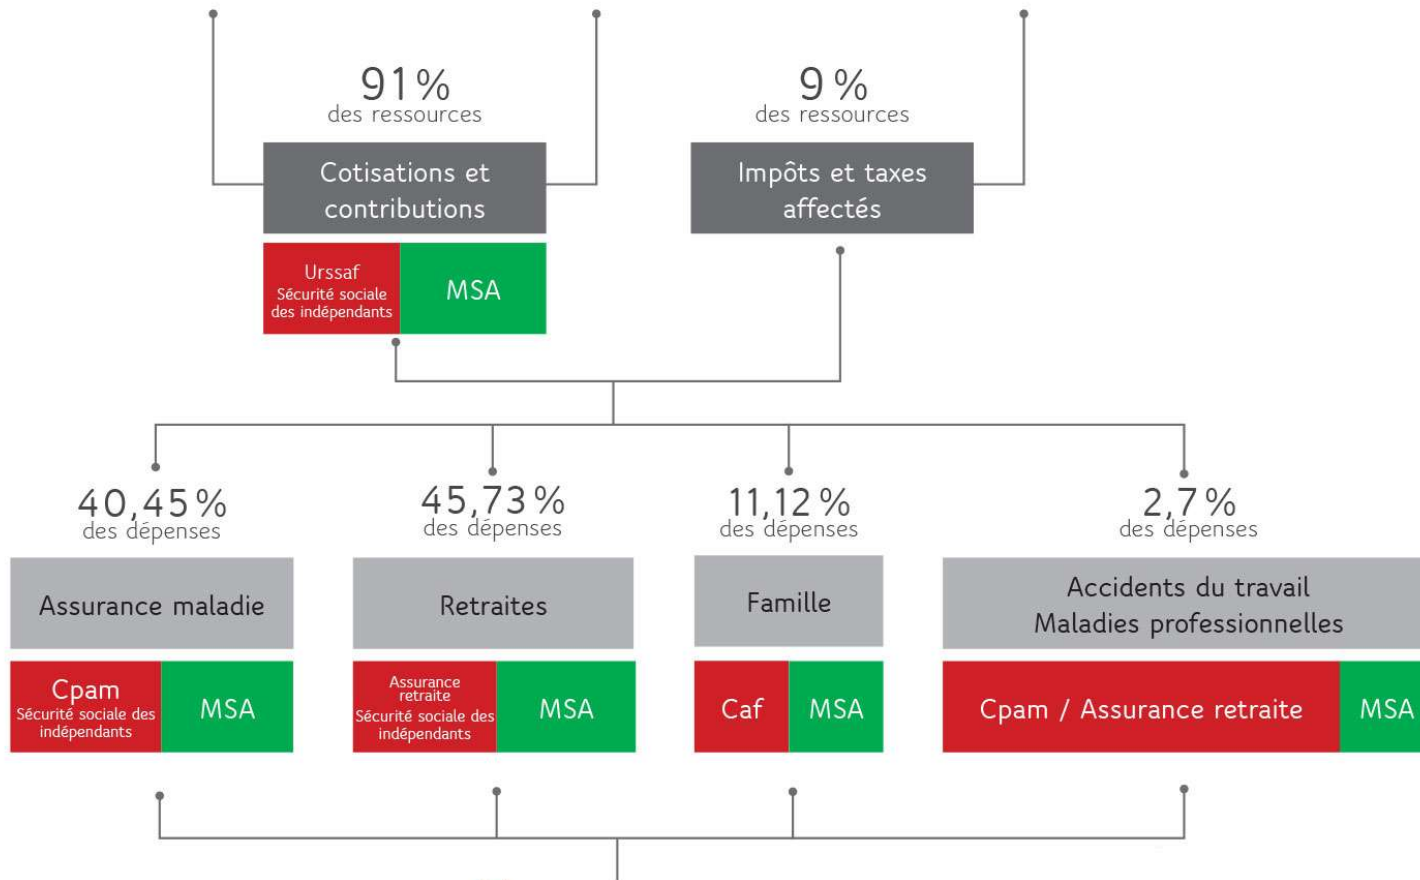 91%
des ressources
Cotisations et
contributions
Urssaf
Sécurité sociale
des indépendants
MSA
9%
des ressources
Impôts et taxes
affectés
40,45%
des dépenses
Assurance maladie
Cpam
Sécurité sociale des
indépendants
MSA
45,73%
des dépenses
Retraites
Assurance
retraite
Sécurité sociale des
indépendants
MSA
11,12%
des dépenses
Famille
Caf
MSA
2,7%
des dépenses
Accidents du travail
Maladies professionnelles
Cpam / Assurance retraite
MSA